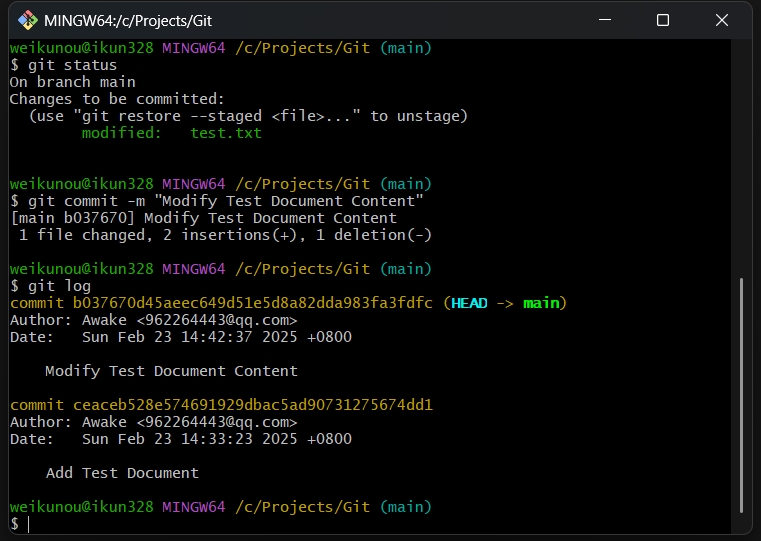 MINGW64:/c/Projects/Git
weikunou@ikun328 MINGW64 /c/Projects/Git (main)
$ git status
On branch main
Changes to be committed:
  (use "git restore --staged <file>..." to unstage)
        modified:   test.txt
weikunou@ikun328 MINGW64 /c/Projects/Git (main)
$ git commit -m "Modify Test Document Content"
[main b037670] Modify Test Document Content
 1 file changed, 2 insertions(+), 1 deletion(-)
weikunou@ikun328 MINGW64 /c/Projects/Git (main)
$ git log
commit b037670d45aeec649d51e5d8a82dda983fa3fdfc (HEAD -> main)
Author: Awake <962264443@qq.com>
Date:   Sun Feb 23 14:42:37 2025 +0800
    Modify Test Document Content
commit ceaceb528e574691929dbac5ad90731275674dd1
Author: Awake <962264443@qq.com>
Date:   Sun Feb 23 14:33:23 2025 +0800
    Add Test Document
weikunou@ikun328 MINGW64 /c/Projects/Git (main)
$